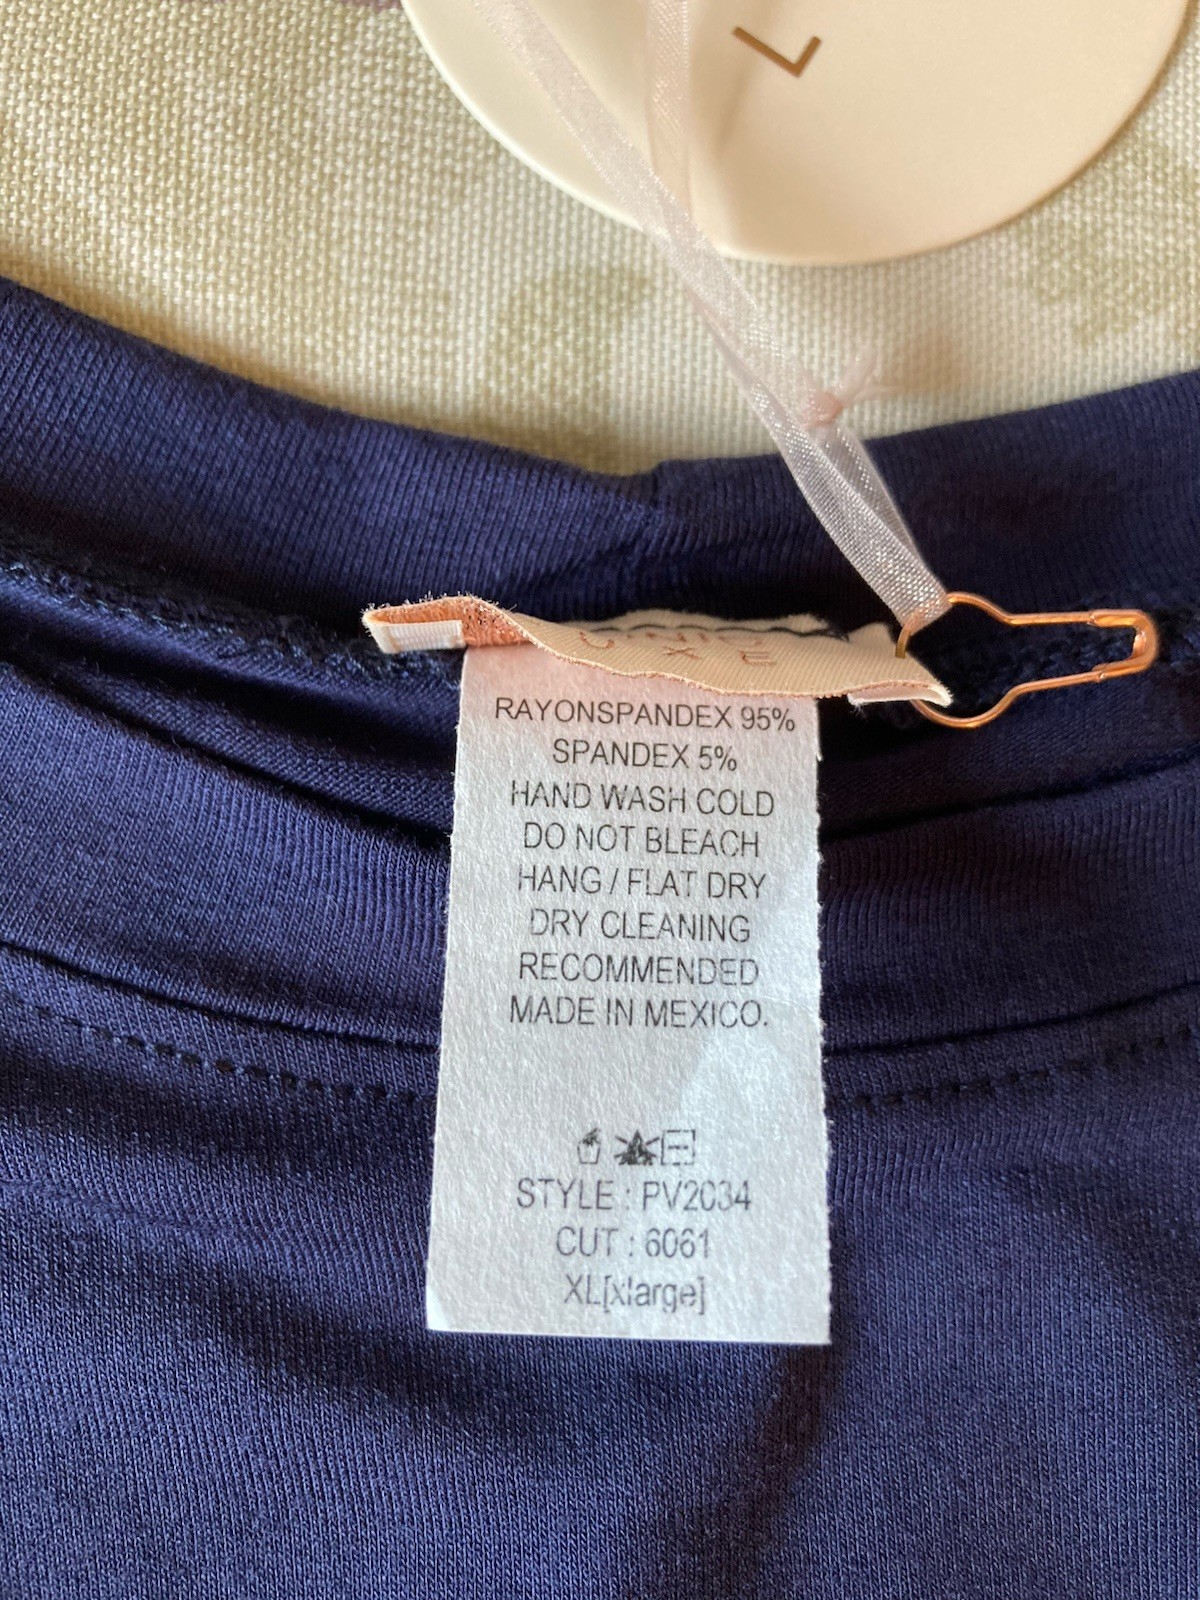 L
RAYONSPANDEX 95%
SPANDEX 5%
HAND WASH COLD
DO NOT BLEACH
HANG / FLAT DRY
DRY CLEANING
RECOMMENDED
MADE IN MEXICO.
STYLE : PV2034
CUT : 6061
XL[xlarge]